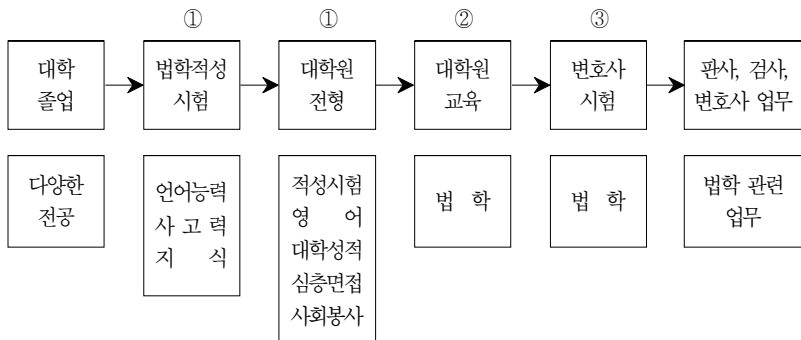 ① ① ② ③
대학
졸업
법학적성
시험
대학원
전형
대학원
교육
변호사
시험
판사, 검사,
변호사 업무
다양한
전공
언어능력
사 고 력
지 식
적성시험
영 어
대학성적
심층면접
사회봉사
법 학
법 학
법학 관련
업무